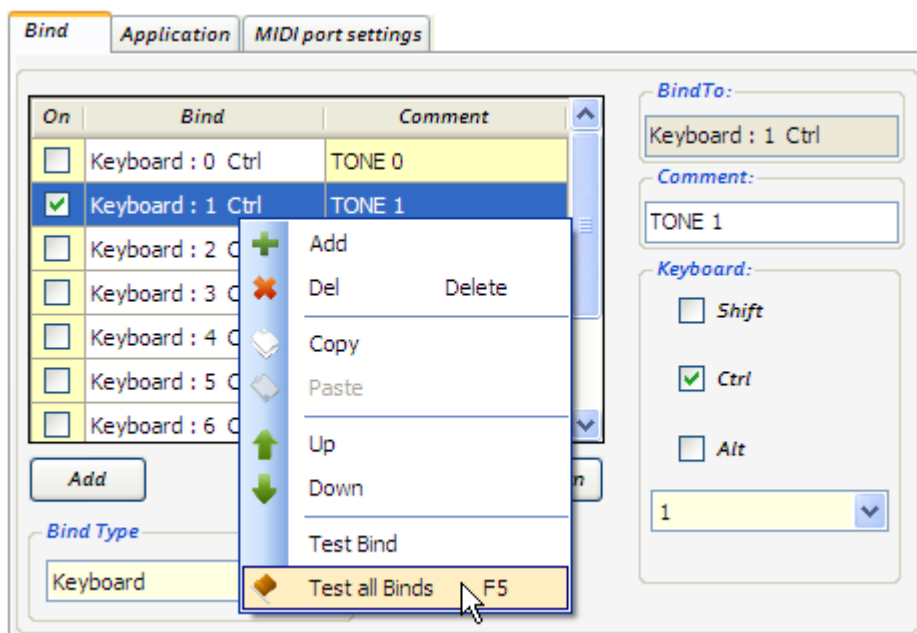 Bind Application MIDI port settings
On Bind Comment
Keyboard : 0 Ctrl TONE 0
Keyboard : 1 Ctrl TONE 1
Keyboard : 2 C
Keyboard : 3 C
Keyboard : 4 C
Keyboard : 5 C
Keyboard : 6 C
Add
n
Bind Type
Keyboard
Add
Del Delete
Copy
Paste
Up
Down
Test Bind
Test all Binds F5
BindTo:
Keyboard : 1 Ctrl
Comment:
TONE 1
Keyboard:
Shift
Ctrl
Alt
1